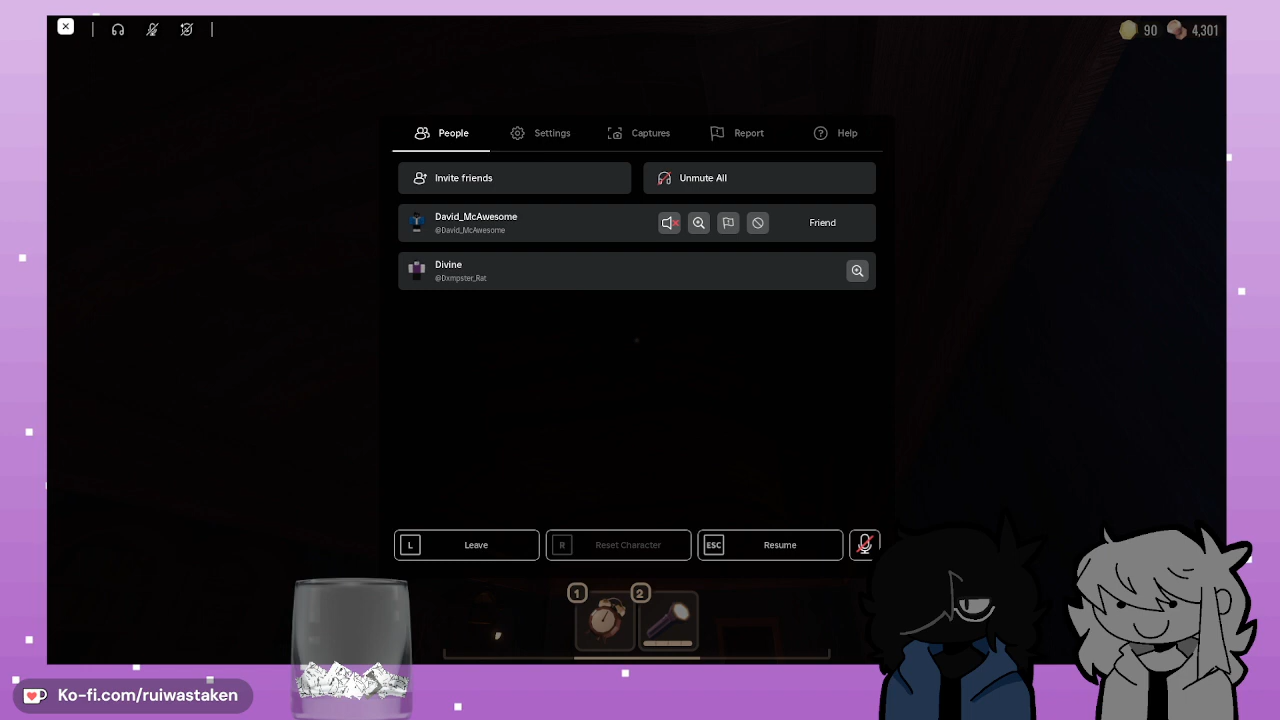 90
4,301
People
Settings
Captures
Report
Help
Invite friends
Unmute All
David_McAwesome
@David_McAwesome
Friend
Divine
@Dxmpster_Rat
L
Leave
R
Reset Character
ESC
Resume
1
2
Ko-fi.com/ruiwastaken